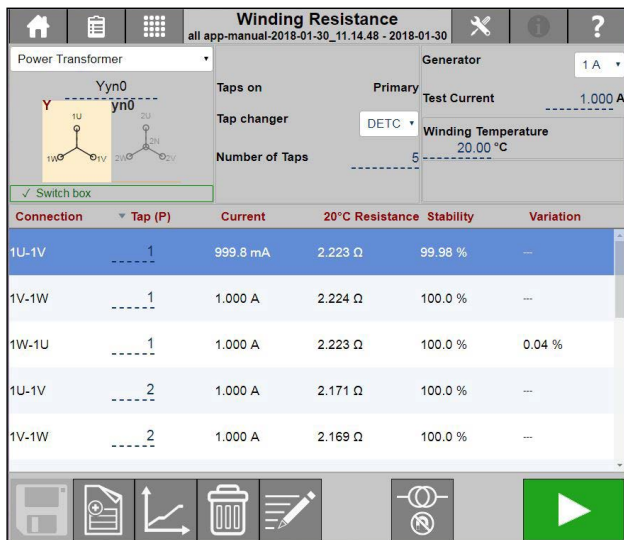 Winding Resistance
all app-manual-2018-01-30_11.14.48 - 2018-01-30
?
Power Transformer
Yyn0
Y
yn0
1U
2U
2N
1W
1V
2W
2V
✓ Switch box
Taps on Primary
Tap changer DETC
Number of Taps 5
Generator 1 A
Test Current 1.000 A
Winding Temperature
20.00 °C
Connection Tap (P) Current 20°C Resistance Stability Variation
1U-1V 1 999.8 mA 2.223 Ω 99.98 % ---
1V-1W 1 1.000 A 2.224 Ω 100.0 % ---
1W-1U 1 1.000 A 2.223 Ω 100.0 % 0.04 %
1U-1V 2 1.000 A 2.171 Ω 100.0 % ---
1V-1W 2 1.000 A 2.169 Ω 100.0 % ---